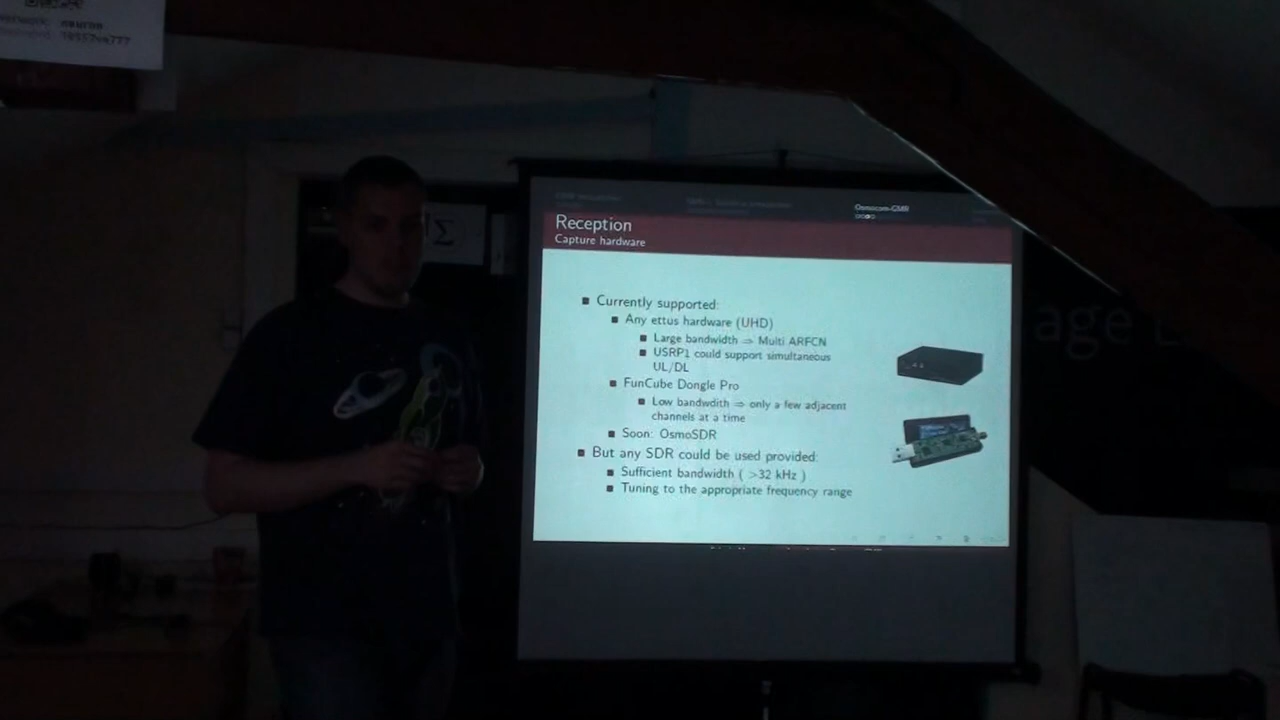 Osmocom-GMR
Reception
Capture hardware
Currently supported:
Any ettus hardware (UHD)
Large bandwidth ⇒ Multi ARFCN
USRP1 could support simultaneous
UL/DL
FunCube Dongle Pro
Low bandwdith ⇒ only a few adjacent
channels at a time
Soon: OsmoSDR
But any SDR could be used provided:
Sufficient bandwidth ( >32 kHz )
Tuning to the appropriate frequency range
Σ
age